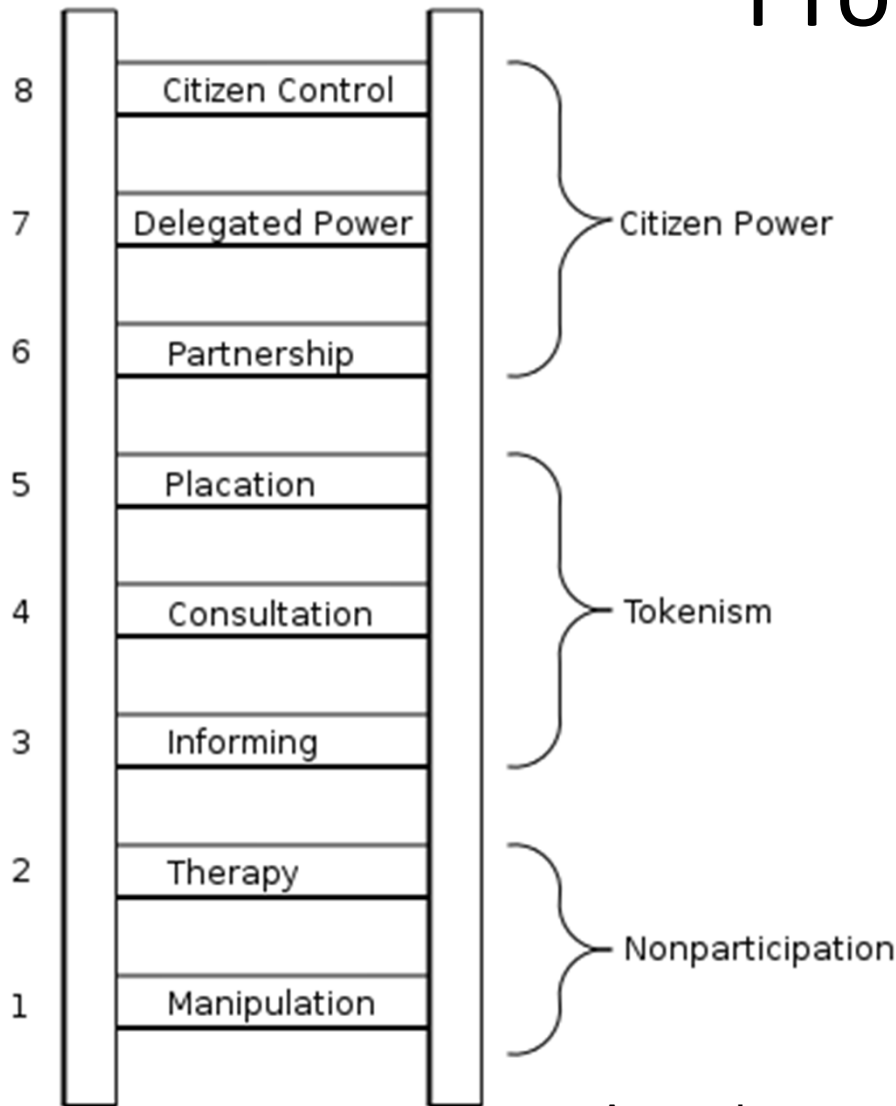 8 Citizen Control
7 Delegated Power
Citizen Power
6 Partnership
5 Placation
4 Consultation
Tokenism
3 Informing
2 Therapy
Nonparticipation
1 Manipulation